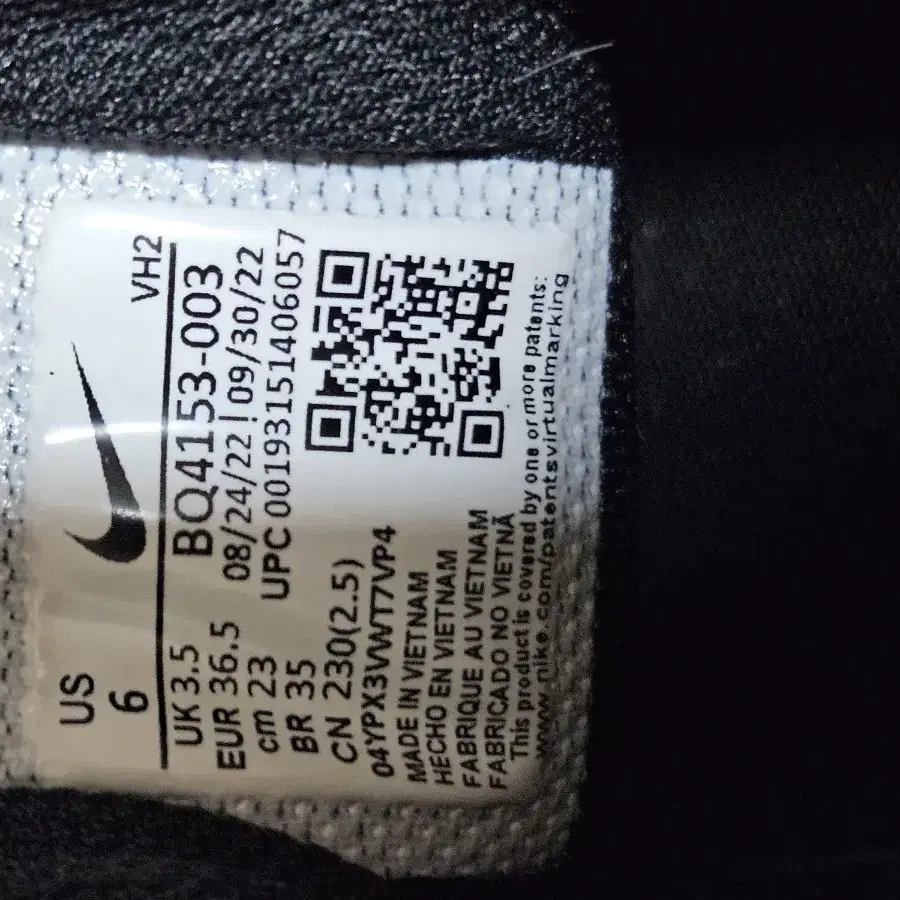 US
6
VH2
UK 3.5
EUR 36.5
cm 23
BR 35
CN 230(2.5)
BQ4153-003
08/24/22 | 09/30/22
UPC 00193151406057
04YPX3VWT7VP4
MADE IN VIETNAM
HECHO EN VIETNAM
FABRIQUE AU VIETNAM
FABRICADO NO VIETNÃ
This product is covered by one or more patents:
www.nike.com/patentsvirtualmarking